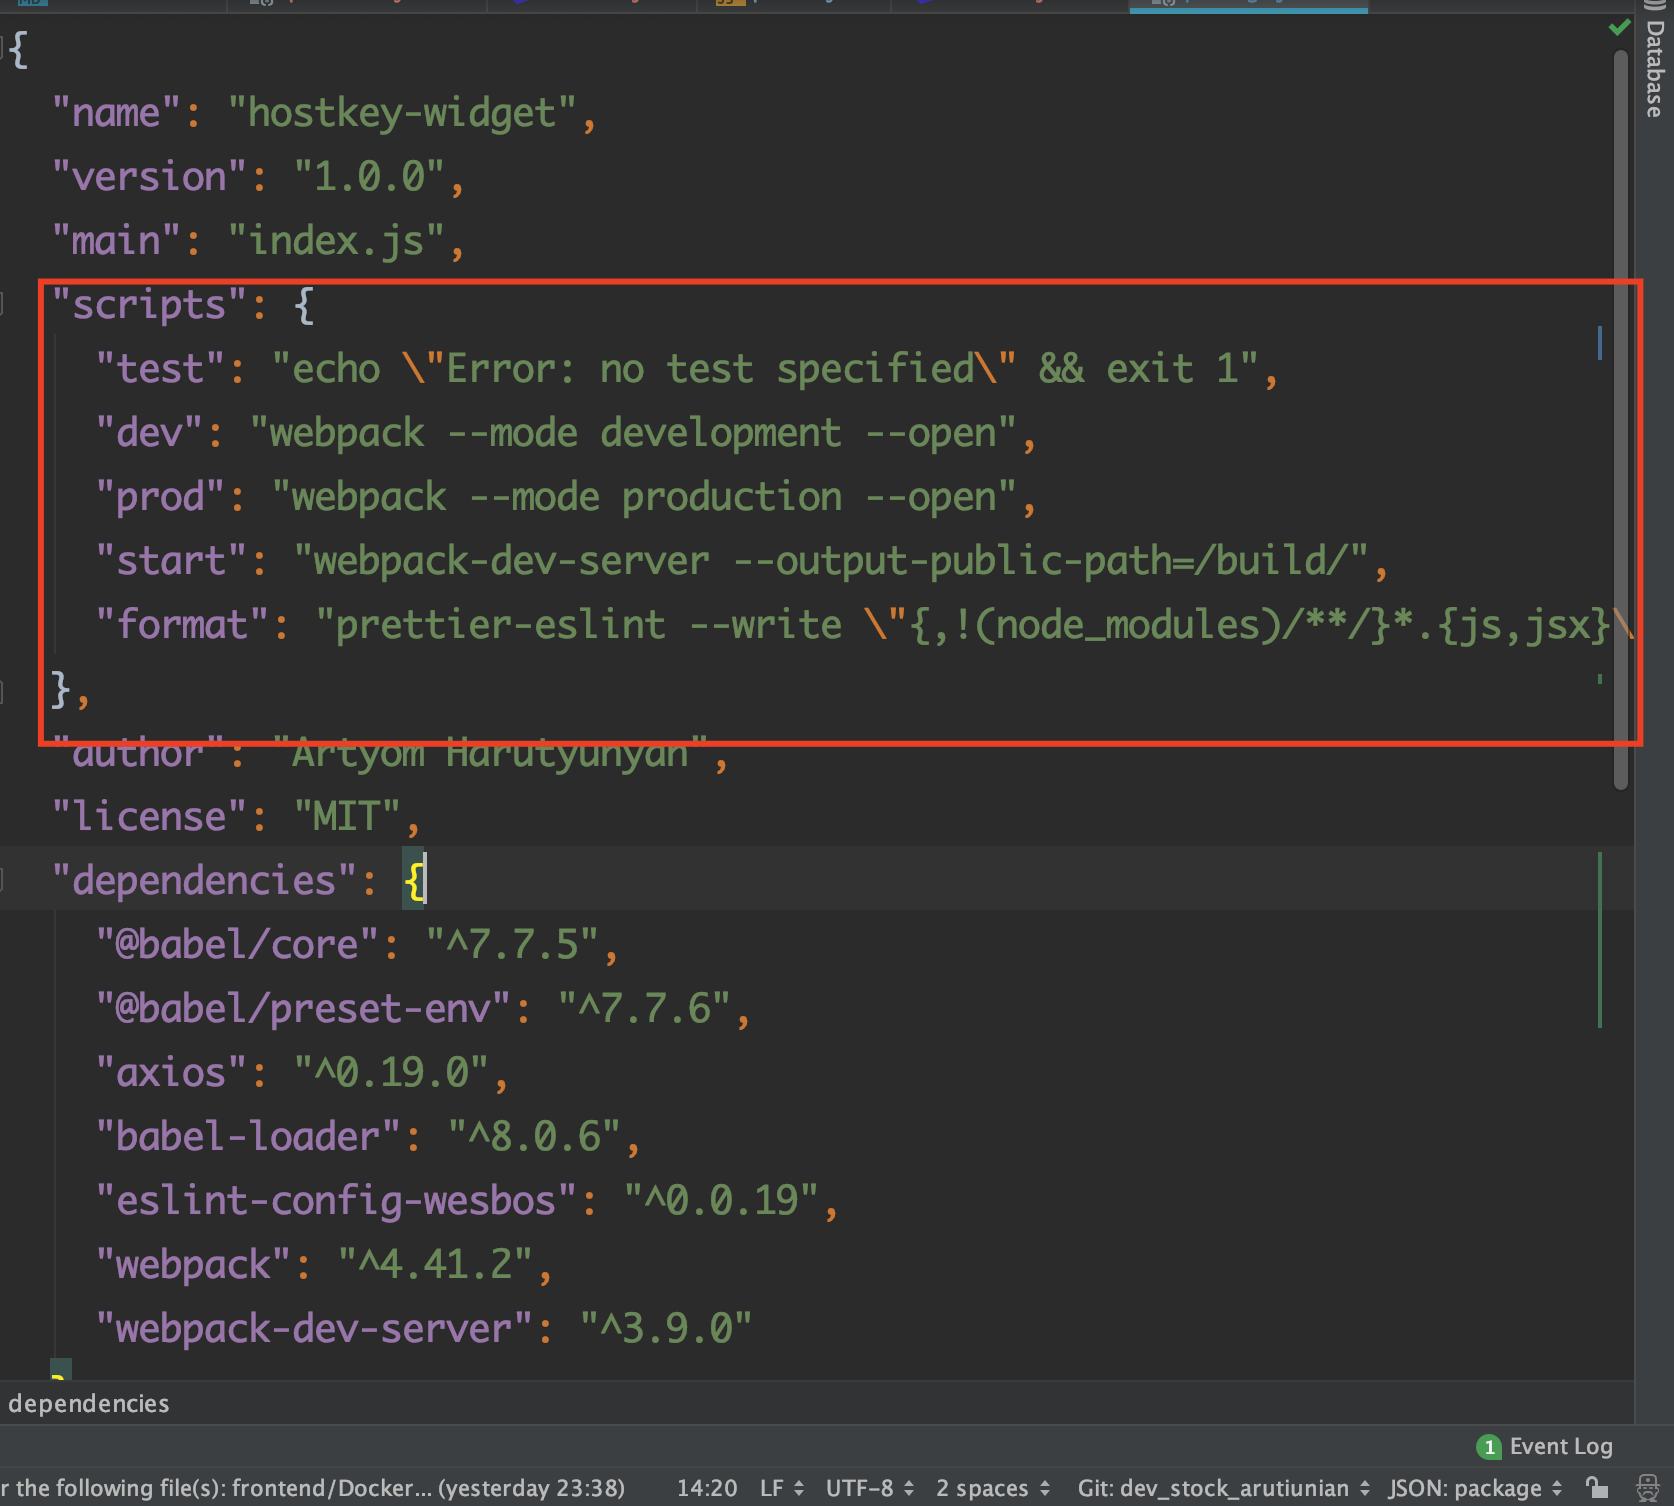 Database
{
"name": "hostkey-widget",
"version": "1.0.0",
"main": "index.js",
"scripts": {
"test": "echo \"Error: no test specified\" && exit 1",
"dev": "webpack --mode development --open",
"prod": "webpack --mode production --open",
"start": "webpack-dev-server --output-public-path=/build/",
"format": "prettier-eslint --write \"{,!(node_modules)/**/}*.{js,jsx}\
},
"author": "Artyom Harutyunyan",
"license": "MIT",
"dependencies": {
"@babel/core": "^7.7.5",
"@babel/preset-env": "^7.7.6",
"axios": "^0.19.0",
"babel-loader": "^8.0.6",
"eslint-config-wesbos": "^0.0.19",
"webpack": "^4.41.2",
"webpack-dev-server": "^3.9.0"
dependencies
1 Event Log
r the following file(s): frontend/Docker... (yesterday 23:38) 14:20 LF UTF-8 2 spaces Git: dev_stock_arutiunian JSON: package